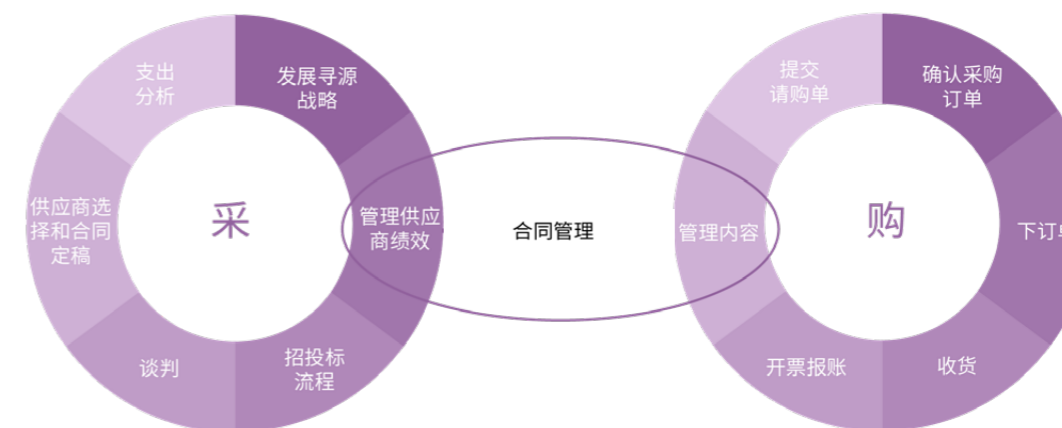 支出
分析
发展寻源
战略
供应商选
择和合同
定稿
采
管理供应
商绩效
谈判
招投标
流程
合同管理
提交
请购单
确认采购
订单
管理内容
购
下订单
开票报账
收货